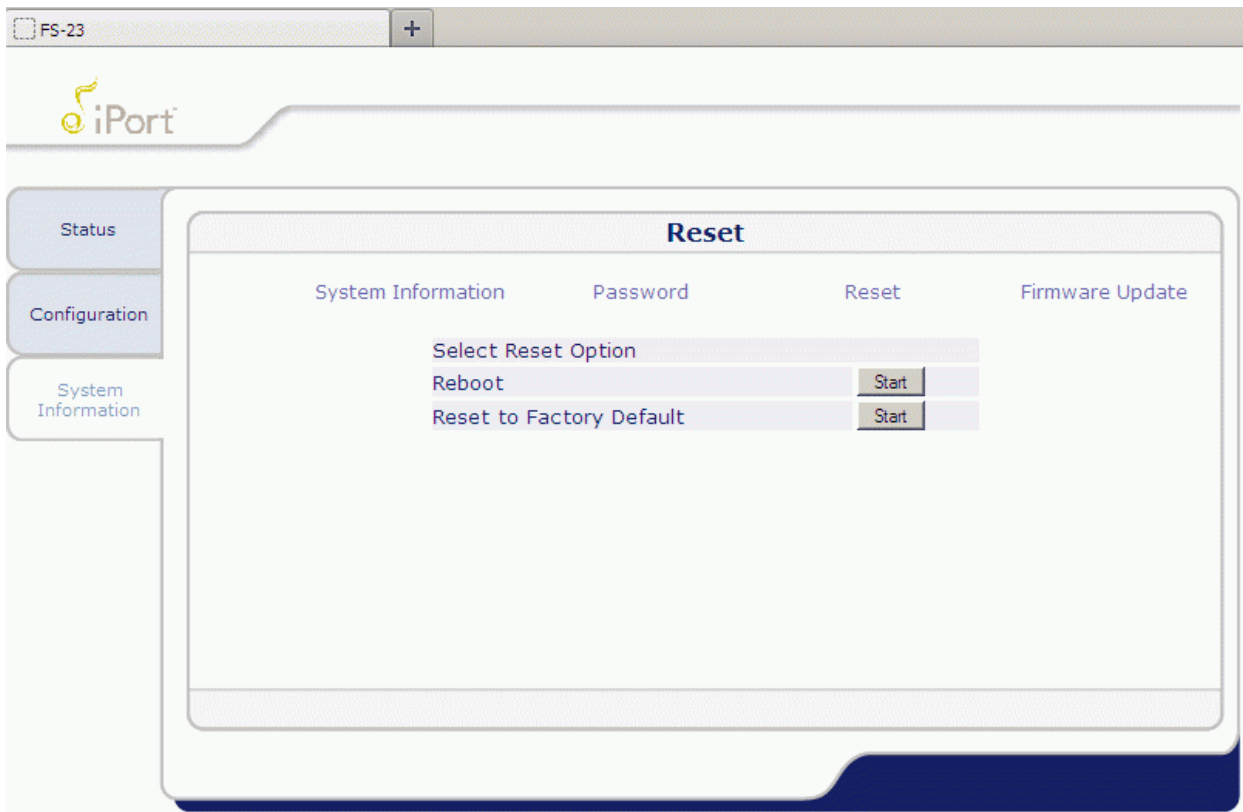 FS-23
iPort
Status
Configuration
System
Information
Reset
System Information Password Reset Firmware Update
Select Reset Option
Reboot Start
Reset to Factory Default Start